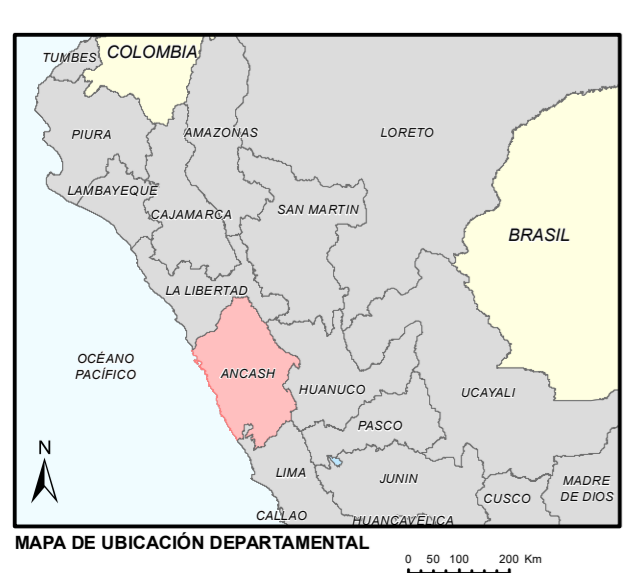 TUMBES
COLOMBIA
PIURA
AMAZONAS
LORETO
LAMBAYEQUE
CAJAMARCA
SAN MARTIN
BRASIL
LA LIBERTAD
OCÉANO
PACÍFICO
ANCASH
HUANUCO
UCAYALI
PASCO
N
LIMA
JUNIN
MADRE
DE DIOS
CUSCO
CALLAO
HUANCAVELICA
MAPA DE UBICACIÓN DEPARTAMENTAL
0 50 100 200 Km